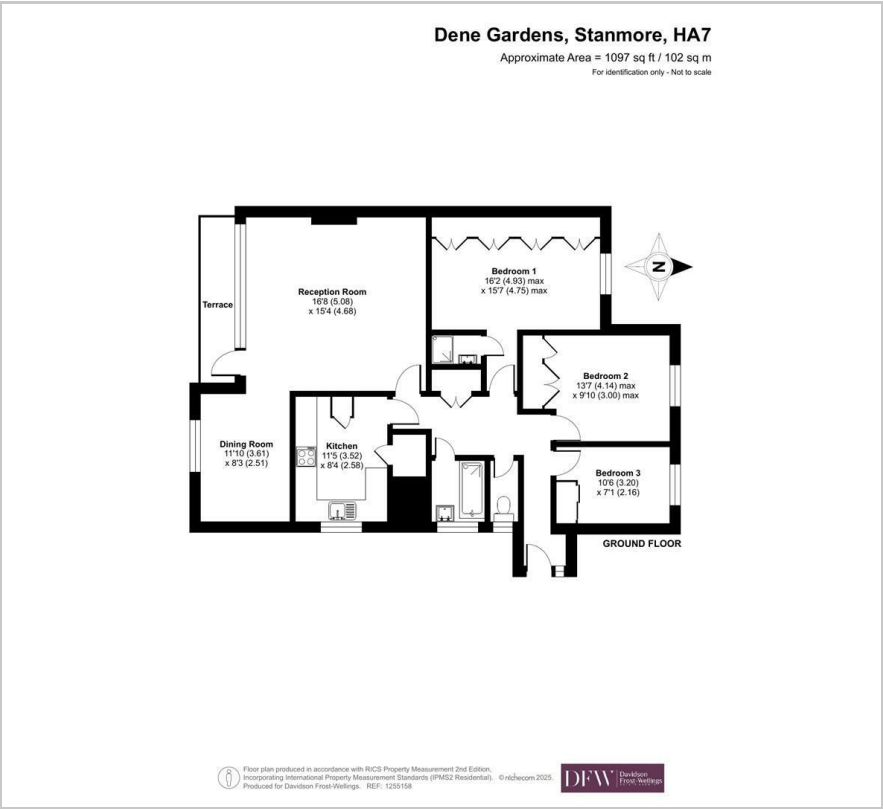 Dene Gardens, Stanmore, HA7
Approximate Area = 1097 sq ft / 102 sq m
For identification only - Not to scale
Terrace
Reception Room
16'8 (5.08)
x 15'4 (4.68)
Bedroom 1
16'2 (4.93) max
x 15'7 (4.75) max
N
Bedroom 2
13'7 (4.14) max
x 9'10 (3.00) max
Dining Room
11'10 (3.61)
x 8'3 (2.51)
Kitchen
11'5 (3.52)
x 8'4 (2.58)
Bedroom 3
10'6 (3.20)
x 7'1 (2.16)
GROUND FLOOR
Floor plan produced in accordance with RICS Property Measurement 2nd Edition,
Incorporating International Property Measurement Standards (IPMS2 Residential). ©nichecom 2025.
Produced for Davidson Frost-Wellings. REF: 1255158
DFW
Davidson
Frost-Wellings